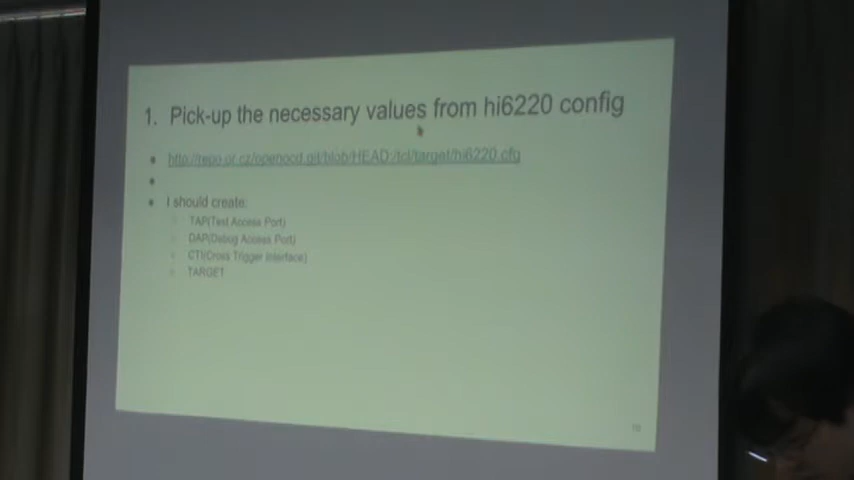 1. Pick-up the necessary values from hi6220 config
http://repo.or.cz/openocd.git/blob/HEAD:/tcl/target/hi6220.cfg
I should create:
TAP(Test Access Port)
DAP(Debug Access Port)
CTI(Cross Trigger Interface)
TARGET